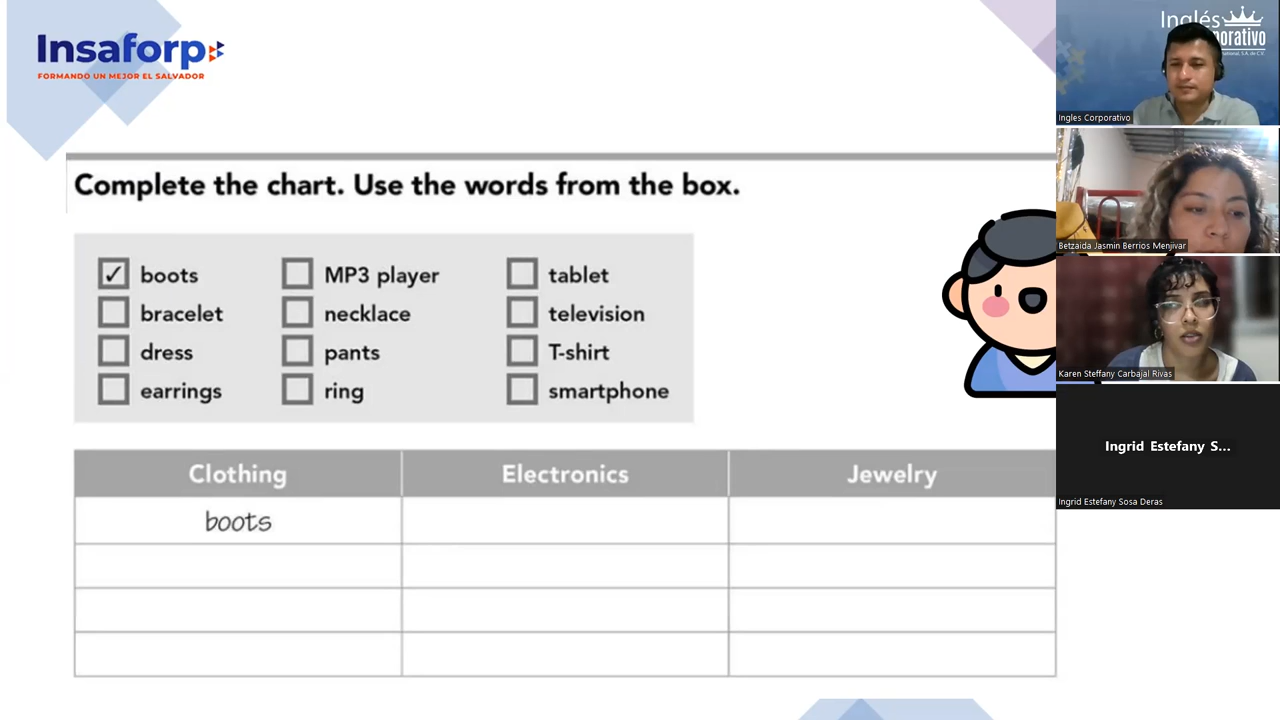 Insaforp
FORMANDO UN MEJOR EL SALVADOR
Complete the chart. Use the words from the box.
✓ boots
bracelet
dress
earrings
MP3 player
necklace
pants
ring
tablet
television
T-shirt
smartphone
Clothing Electronics Jewelry
boots
Inglés
Ingles Corporativo
Betzaida Jasmin Berrios Menjivar
Karen Steffany Carbajal Rivas
Ingrid Estefany S...
Ingrid Estefany Sosa Deras